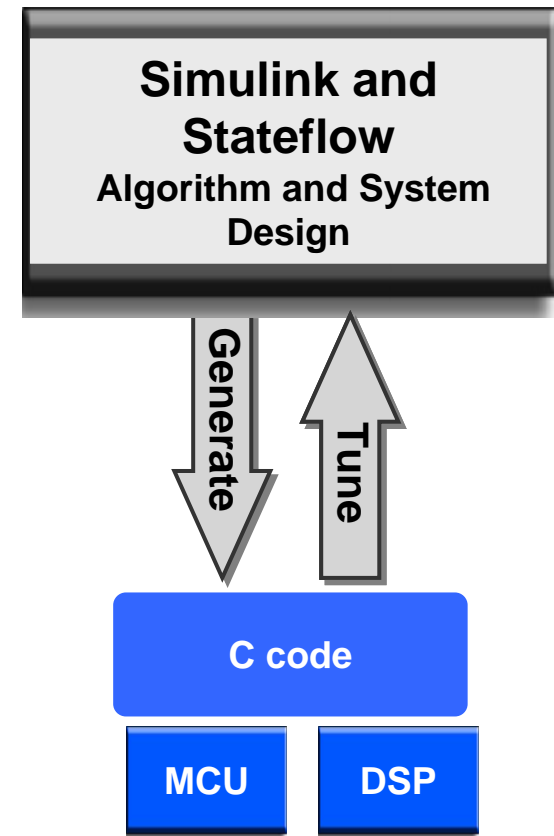 Simulink and
Stateflow
Algorithm and System
Design
Generate
Tune
C code
MCU
DSP